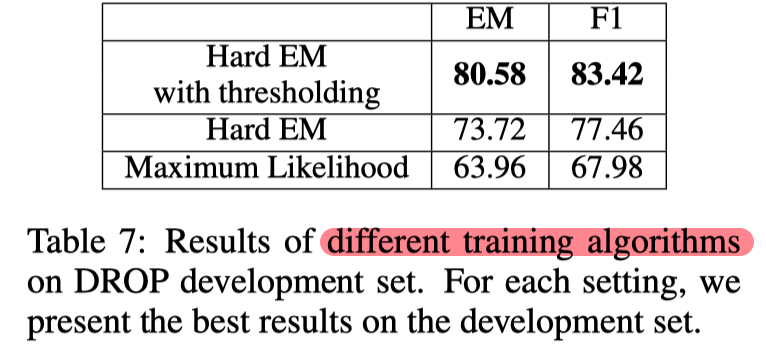 EM F1
Hard EM
with thresholding 80.58 83.42
Hard EM 73.72 77.46
Maximum Likelihood 63.96 67.98
Table 7: Results of different training algorithms
on DROP development set. For each setting, we
present the best results on the development set.